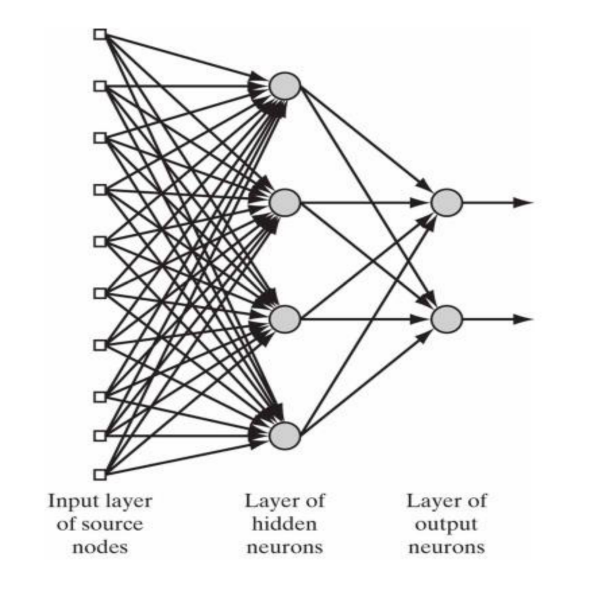 Input layer
of source
nodes
Layer of
hidden
neurons
Layer of
output
neurons